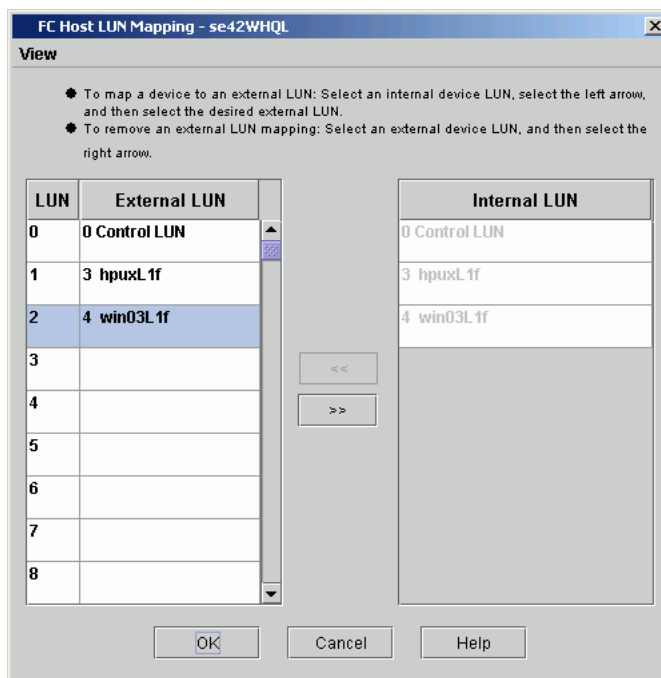 FC Host LUN Mapping - se42WHQL
View
To map a device to an external LUN: Select an internal device LUN, select the left arrow,
and then select the desired external LUN.
To remove an external LUN mapping: Select an external device LUN, and then select the
right arrow.
LUN External LUN Internal LUN
0 0 Control LUN 0 Control LUN
1 3 hpuxL1f 3 hpuxL1f
2 4 win03L1f 4 win03L1f
3
<<
4
>>
5
6
7
8
OK Cancel Help